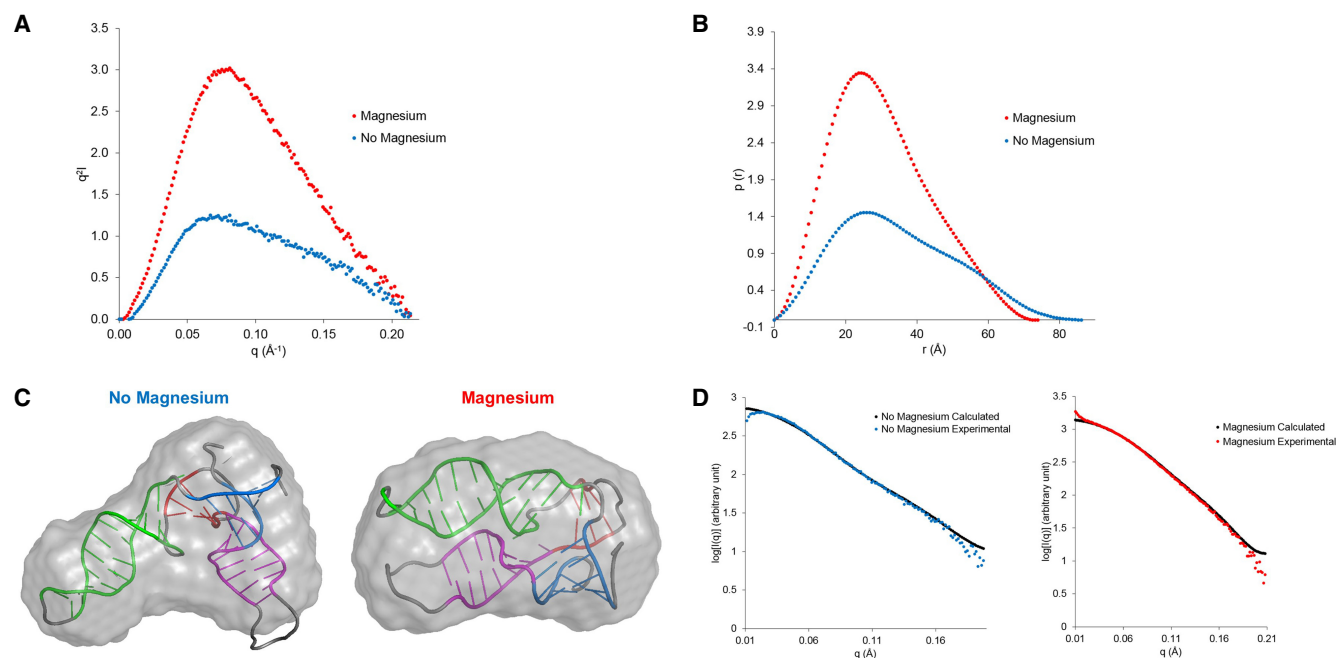 A
3.5
3.0
2.5
2.0
1.5
1.0
0.5
0.0
0.00
0.05
0.10
0.15
0.20
q²I
q (Å⁻¹)
Magnesium
No Magnesium
B
3.9
3.4
2.9
2.4
1.9
1.4
0.9
0.4
-0.1
0
20
40
60
80
p (r)
r (Å)
Magnesium
No Magensium
C
No Magnesium
Magnesium
D
3
2.5
2
1.5
1
0.5
0
0.01
0.06
0.11
0.16
log[I(q)] (arbitrary unit)
q (Å)
No Magnesium Calculated
No Magnesium Experimental
3.5
3
2.5
2
1.5
1
0.5
0
0.01
0.06
0.11
0.16
0.21
log[I(q)] (arbitrary unit)
q (Å)
Magnesium Calculated
Magnesium Experimental